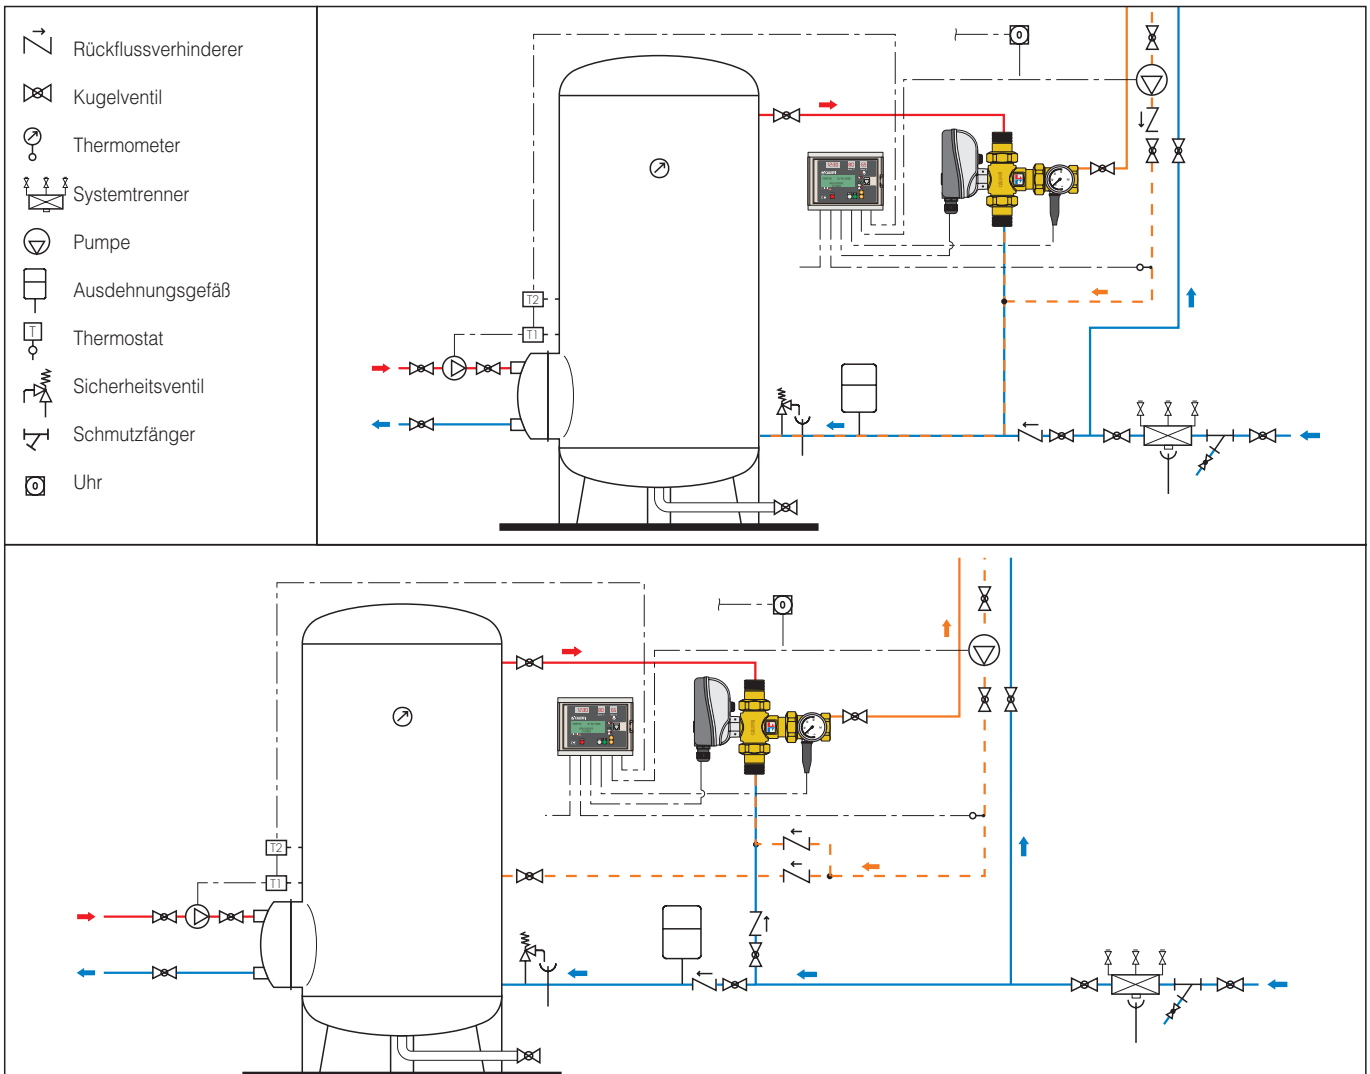 Rückflussverhinderer
Kugelventil
Thermometer
Systemtrenner
Pumpe
Ausdehnungsgefäß
T
Thermostat
Sicherheitsventil
Schmutzfänger
Uhr
T2
T1
T2
T1